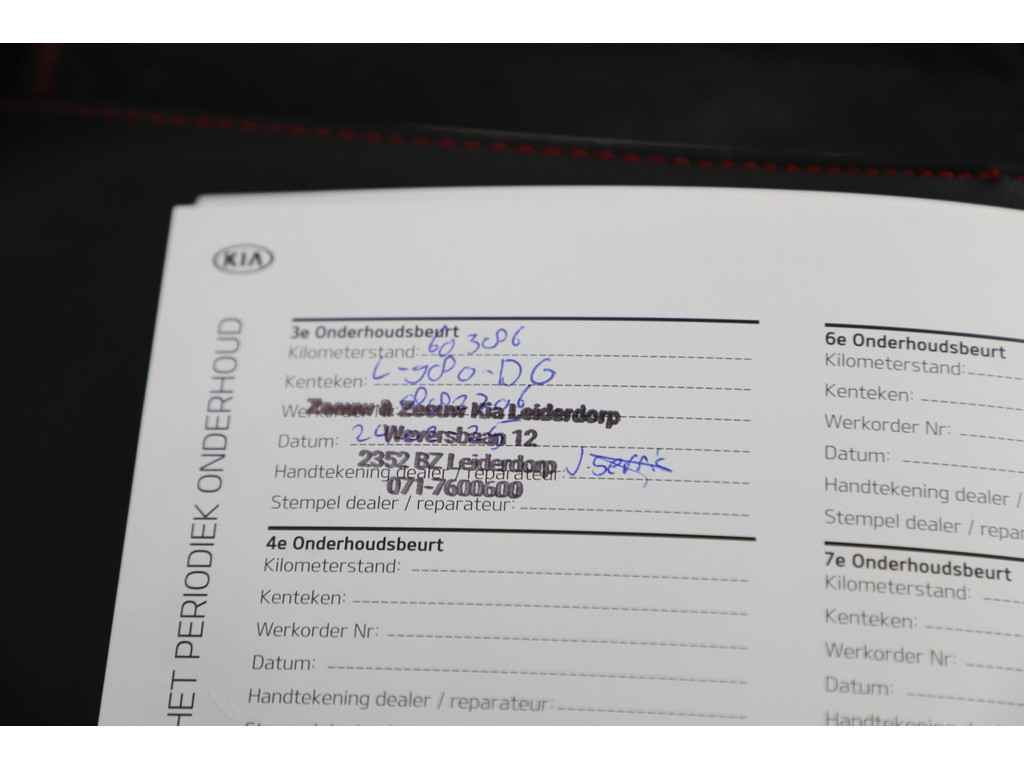 KIA
HET PERIODIEK ONDERHOUD
3e Onderhoudsbeurt
Kilometerstand: 60 3086
Kenteken: L-980-DG
Zeeuw & Zeeuw Kia Leiderdorp
Datum: 24
Weversbaan 12
2352 BZ Leiderdorp
Handtekening dealer / reparateur:
071-7600600
Stempel dealer / reparateur:
4e Onderhoudsbeurt
Kilometerstand:
Kenteken:
Werkorder Nr:
Datum:
Handtekening dealer / reparateur:
6e Onderhoudsbeurt
Kilometerstand:
Kenteken:
Werkorder Nr:
Datum:
Handtekening dealer /
Stempel dealer / repar
7e Onderhoudsbeurt
Kilometerstand:
Kenteken:
Werkorder Nr:
Datum: